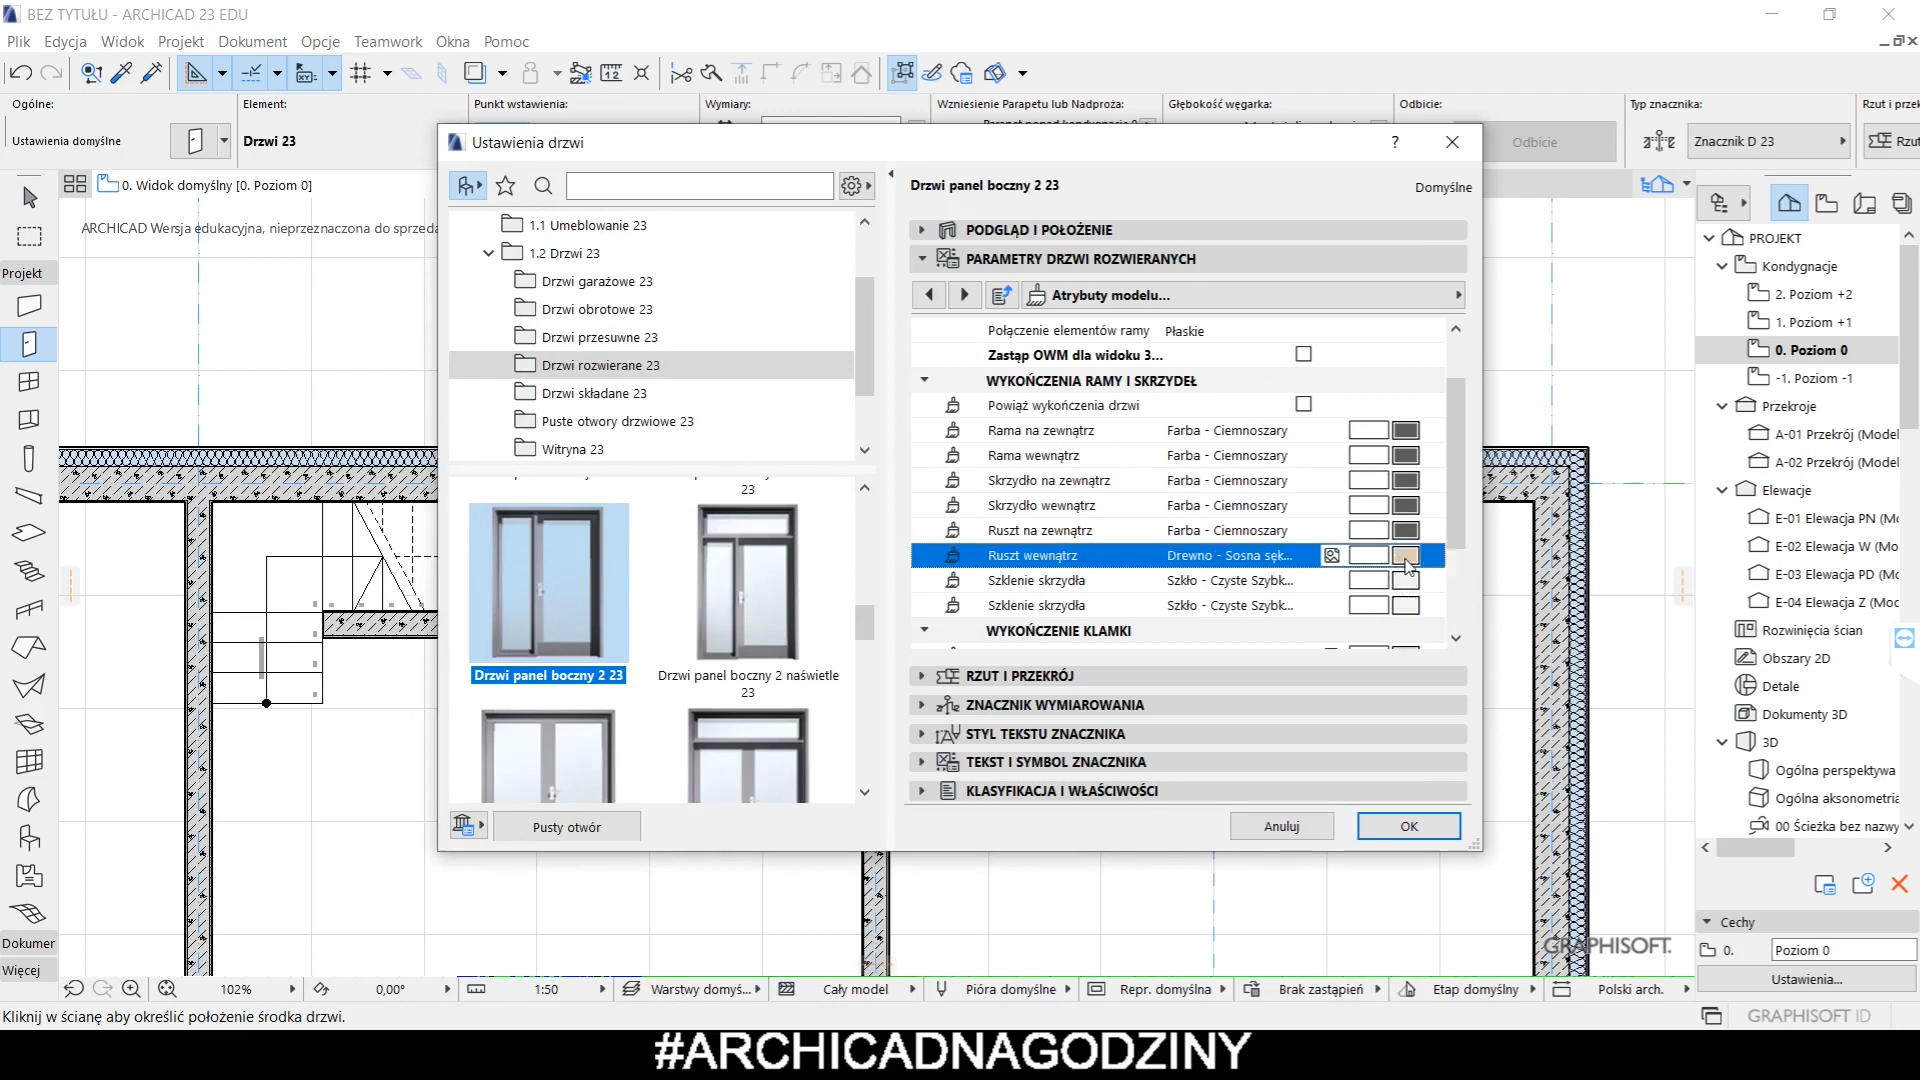 BEZ TYTUŁU - ARCHICAD 23 EDU
Plik Edycja Widok Projekt Dokument Opcje Teamwork Okna Pomoc
Ogólne:
Ustawienia domyślne
Element:
Drzwi 23
Punkt wstawienia:
Wymiary:
Wzniesienie Parapetu lub Nadproża:
Głębokość węgarka:
Odbicie:
Odbicie
Typ znacznika:
Znacznik D 23
Rzut i przek
Rzut
0. Widok domyślny [0. Poziom 0]
ARCHICAD Wersja edukacyjna, nieprzeznaczona do sprzeda
Projekt
Dokumer
Więcej
Ustawienia drzwi
?
1.1 Umeblowanie 23
1.2 Drzwi 23
Drzwi garażowe 23
Drzwi obrotowe 23
Drzwi przesuwne 23
Drzwi rozwierane 23
Drzwi składane 23
Puste otwory drzwiowe 23
Witryna 23
23
Drzwi panel boczny 2 23
Drzwi panel boczny 2 naświetle
23
Pusty otwór
Drzwi panel boczny 2 23
Domyślne
PODGLĄD I POŁOŻENIE
PARAMETRY DRZWI ROZWIERANYCH
Atrybuty modelu...
Połączenie elementów ramy Płaskie
Zastąp OWM dla widoku 3...
WYKOŃCZENIA RAMY I SKRZYDEŁ
Powiąż wykończenia drzwi
Rama na zewnątrz Farba - Ciemnoszary
Rama wewnątrz Farba - Ciemnoszary
Skrzydło na zewnątrz Farba - Ciemnoszary
Skrzydło wewnątrz Farba - Ciemnoszary
Ruszt na zewnątrz Farba - Ciemnoszary
Ruszt wewnątrz Drewno - Sosna sęk...
Szklenie skrzydła Szkło - Czyste Szybk...
Szklenie skrzydła Szkło - Czyste Szybk...
WYKOŃCZENIE KLAMKI
RZUT I PRZEKRÓJ
ZNACZNIK WYMIAROWANIA
STYL TEKSTU ZNACZNIKA
TEKST I SYMBOL ZNACZNIKA
KLASYFIKACJA I WŁAŚCIWOŚCI
Anuluj
OK
PROJEKT
Kondygnacje
2. Poziom +2
1. Poziom +1
0. Poziom 0
-1. Poziom -1
Przekroje
A-01 Przekrój (Model
A-02 Przekrój (Model
Elewacje
E-01 Elewacja PN (Mo
E-02 Elewacja W (Mo
E-03 Elewacja PD (Mo
E-04 Elewacja Z (Moc
Rozwinięcia ścian
Obszary 2D
Detale
Dokumenty 3D
3D
Ogólna perspektywa
Ogólna aksonometria
00 Ścieżka bez nazwy
Cechy
0. Poziom 0
Ustawienia...
GRAPHISOFT.
102% 0,00° 1:50 Warstwy domyś... Cały model Pióra domyślne Repr. domyślna Brak zastąpień Etap domyślny Polski arch.
Kliknij w ścianę aby określić położenie środka drzwi.
GRAPHISOFT ID
#ARCHICADNAGODZINY